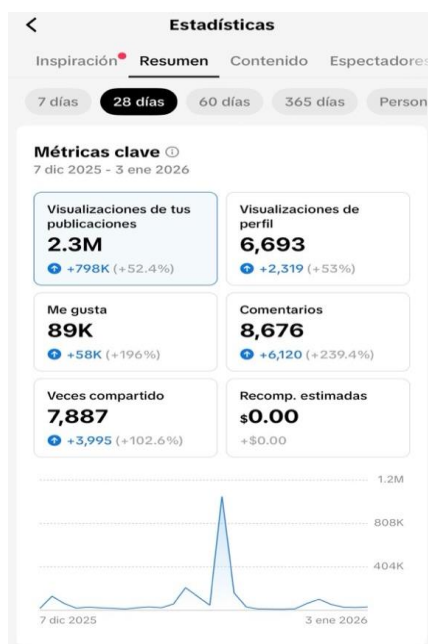 Estadísticas
Inspiración Resumen Contenido Espectadores
7 días 28 días 60 días 365 días Person
Métricas clave
7 dic 2025 - 3 ene 2026
Visualizaciones de tus
publicaciones
2.3M
+798K (+52.4%)
Visualizaciones de
perfil
6,693
+2,319 (+53%)
Me gusta
89K
+58K (+196%)
Comentarios
8,676
+6,120 (+239.4%)
Veces compartido
7,887
+3,995 (+102.6%)
Recomp. estimadas
$0.00
+$0.00
1.2M
808K
404K
7 dic 2025 3 ene 2026